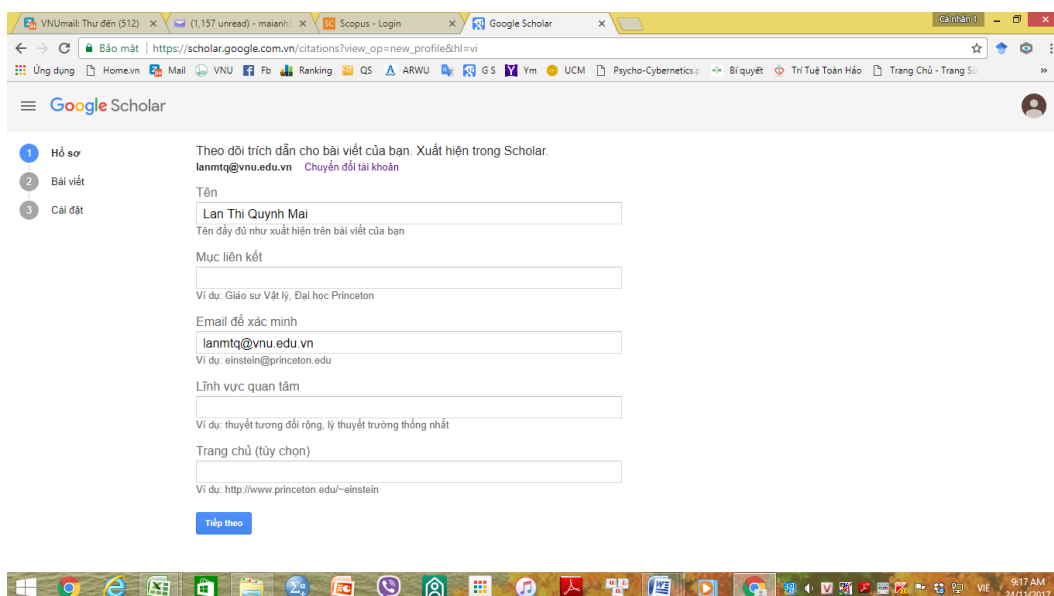 VNUmail: Thư đến (512)
(1,157 unread) - maianh
Scopus - Login
Google Scholar
Cá nhân 1
Bảo mật https://scholar.google.com.vn/citations?view_op=new_profile&hl=vi
Ứng dụng Home.vn Mail VNU Fb Ranking QS ARWU G S Ym UCM Psycho-Cybernetics.p Bí quyết Trí Tuệ Toàn Hảo Trang Chủ - Trang Sú »
Google Scholar
1 Hồ sơ
2 Bài viết
3 Cài đặt
Theo dõi trích dẫn cho bài viết của bạn. Xuất hiện trong Scholar.
lanmtq@vnu.edu.vn Chuyển đổi tài khoản
Tên
Lan Thi Quynh Mai
Tên đầy đủ như xuất hiện trên bài viết của bạn
Mục liên kết
Ví dụ: Giáo sư Vật lý, Đại học Princeton
Email để xác minh
lanmtq@vnu.edu.vn
Ví dụ: einstein@princeton.edu
Lĩnh vực quan tâm
Ví dụ: thuyết tương đối rộng, lý thuyết trường thống nhất
Trang chủ (tùy chọn)
Ví dụ: http://www.princeton.edu/~einstein
Tiếp theo
VIE
9:17 AM
24/11/2017